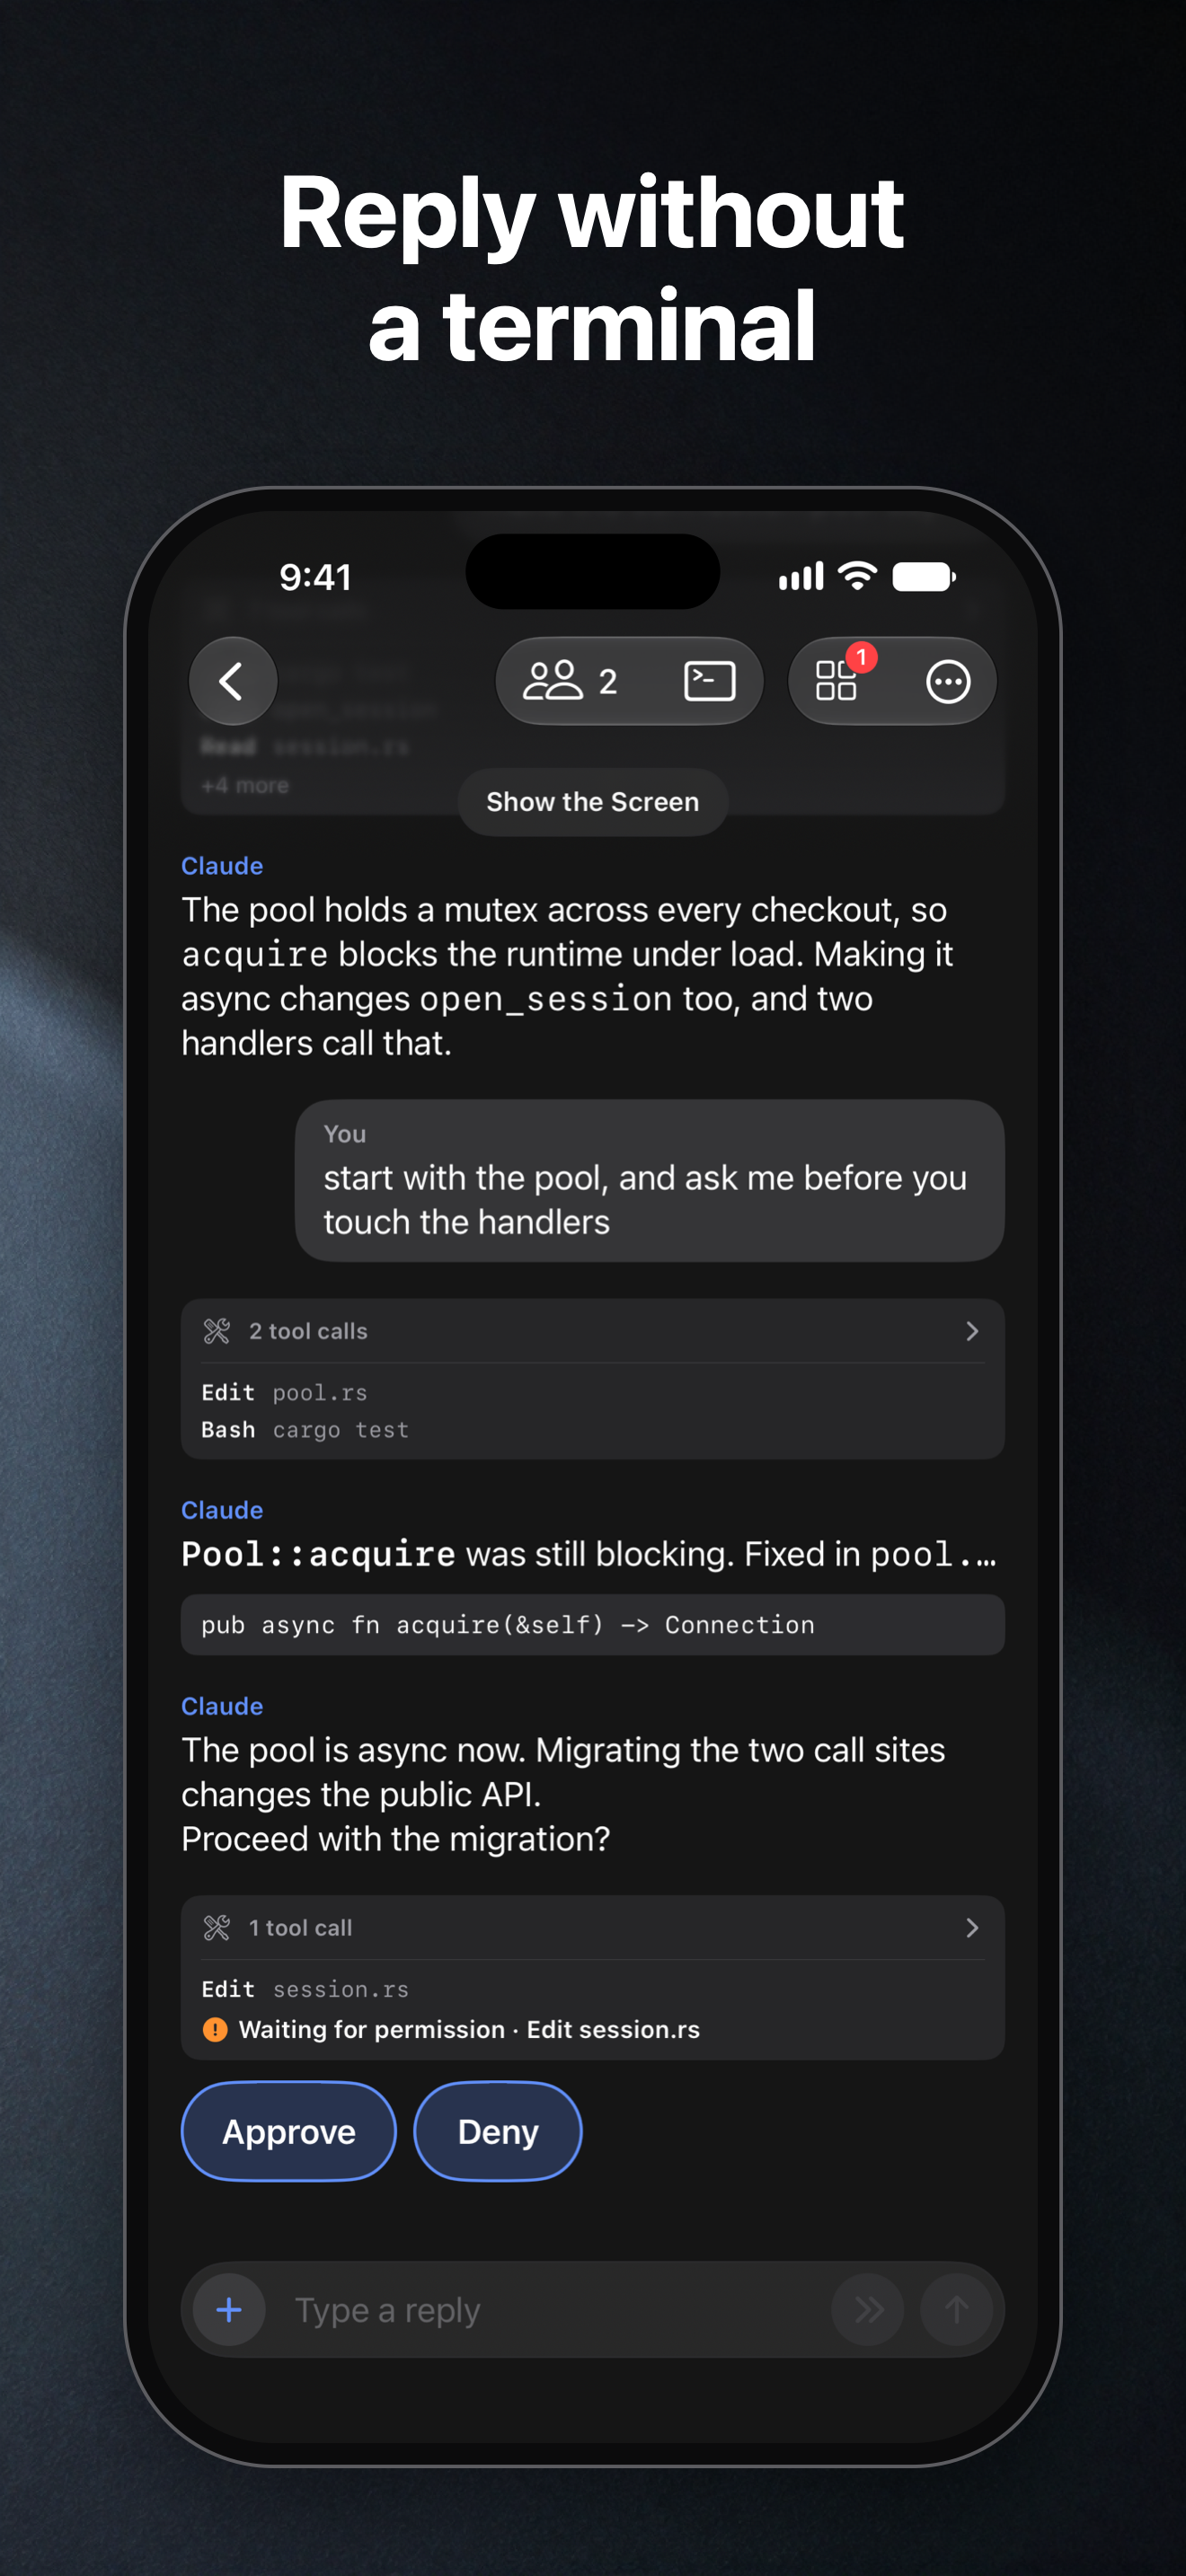 Reply without
a terminal
9:41
2
1
Read session.rs
+4 more
Show the Screen
Claude
The pool holds a mutex across every checkout, so
acquire blocks the runtime under load. Making it
async changes open_session too, and two
handlers call that.
You
start with the pool, and ask me before you
touch the handlers
2 tool calls
Edit pool.rs
Bash cargo test
Claude
Pool::acquire was still blocking. Fixed in pool.…
pub async fn acquire(&self) -> Connection
Claude
The pool is async now. Migrating the two call sites
changes the public API.
Proceed with the migration?
1 tool call
Edit session.rs
Waiting for permission · Edit session.rs
Approve
Deny
Type a reply